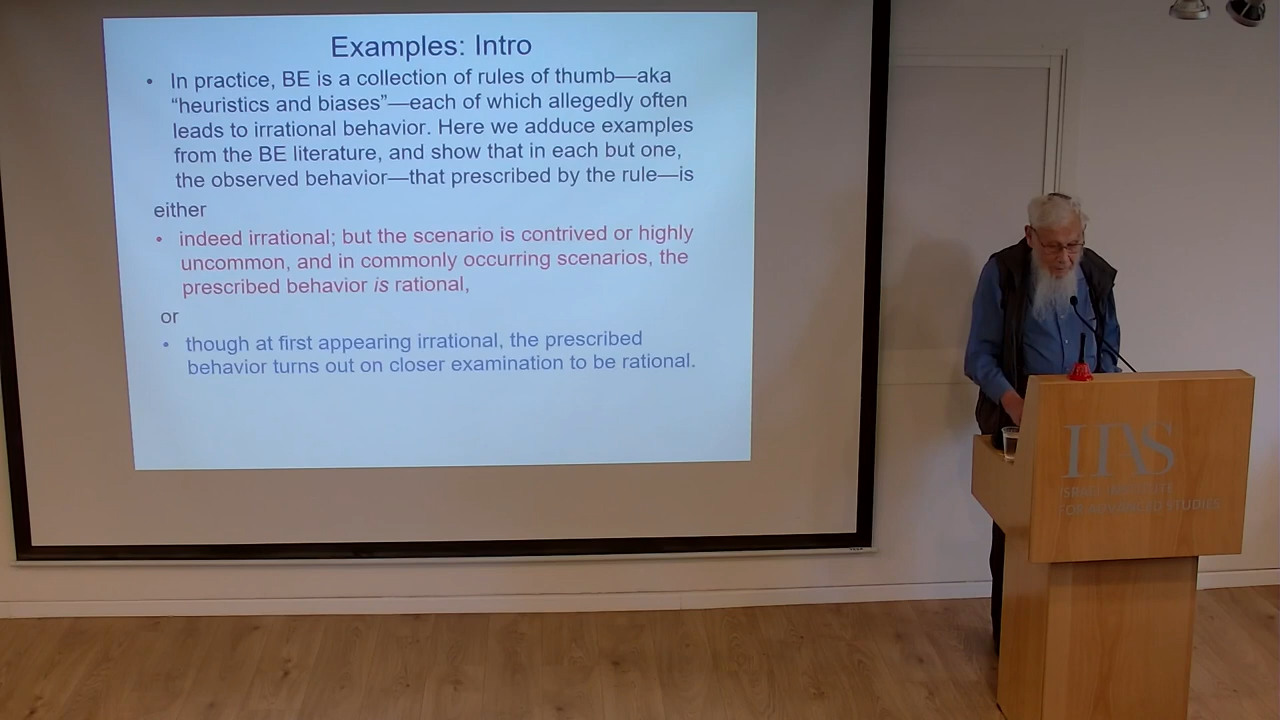 Examples: Intro
• In practice, BE is a collection of rules of thumb—aka
“heuristics and biases”—each of which allegedly often
leads to irrational behavior. Here we adduce examples
from the BE literature, and show that in each but one,
the observed behavior—that prescribed by the rule—is
either
• indeed irrational; but the scenario is contrived or highly
uncommon, and in commonly occurring scenarios, the
prescribed behavior is rational,
or
• though at first appearing irrational, the prescribed
behavior turns out on closer examination to be rational.
IIAS
ISRAEL INSTITUTE
FOR ADVANCED STUDIES